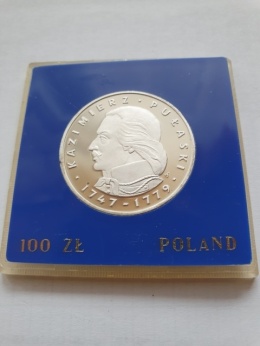 KAZIMIERZ PUŁASKI
1747-1779
100 ZŁ POLAND